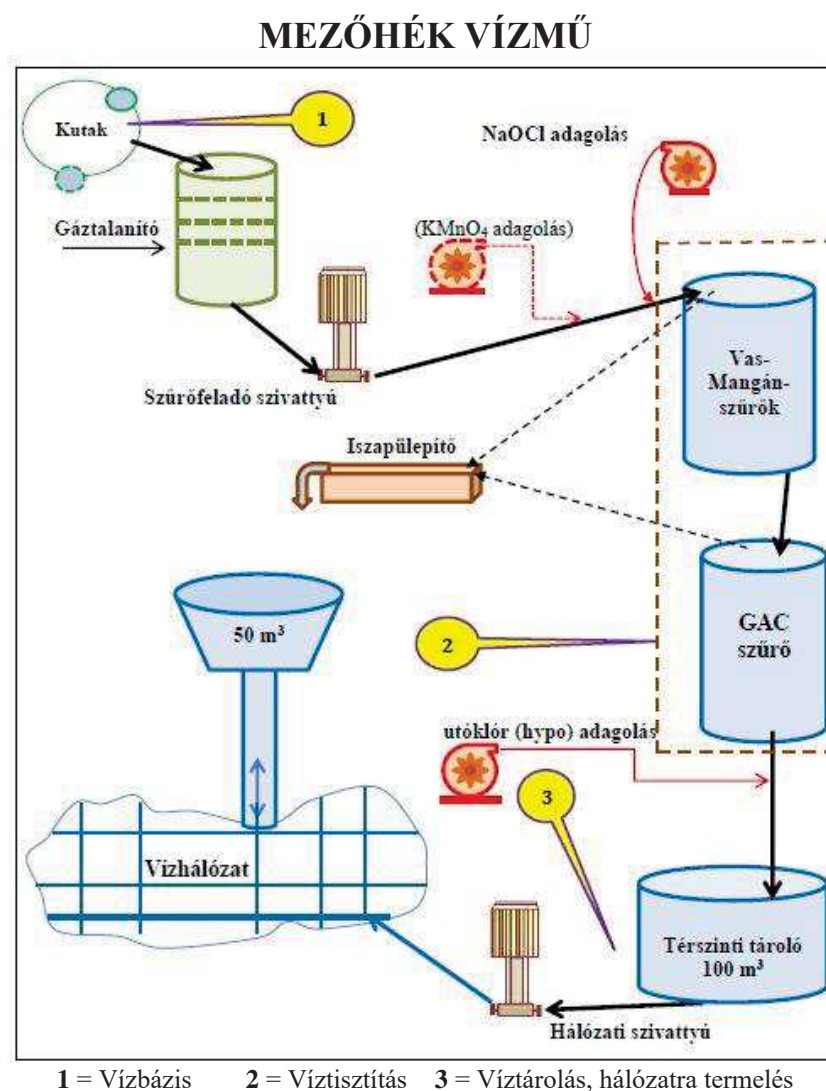 MEZŐHÉK VÍZMŰ
Kutak
1
NaOCl adagolás
Gáztalanító
(KMnO₄ adagolás)
Vas-
Mangán-
szűrők
Szűrőfeladó szivattyú
Iszapülepítő
50 m³
GAC
szűrő
2
utóklór (hypo) adagolás
3
Vízhálózat
Térszinti tároló
100 m³
Hálózati szivattyú
1 = Vízbázis 2 = Víztisztítás 3 = Víztárolás, hálózatra termelés